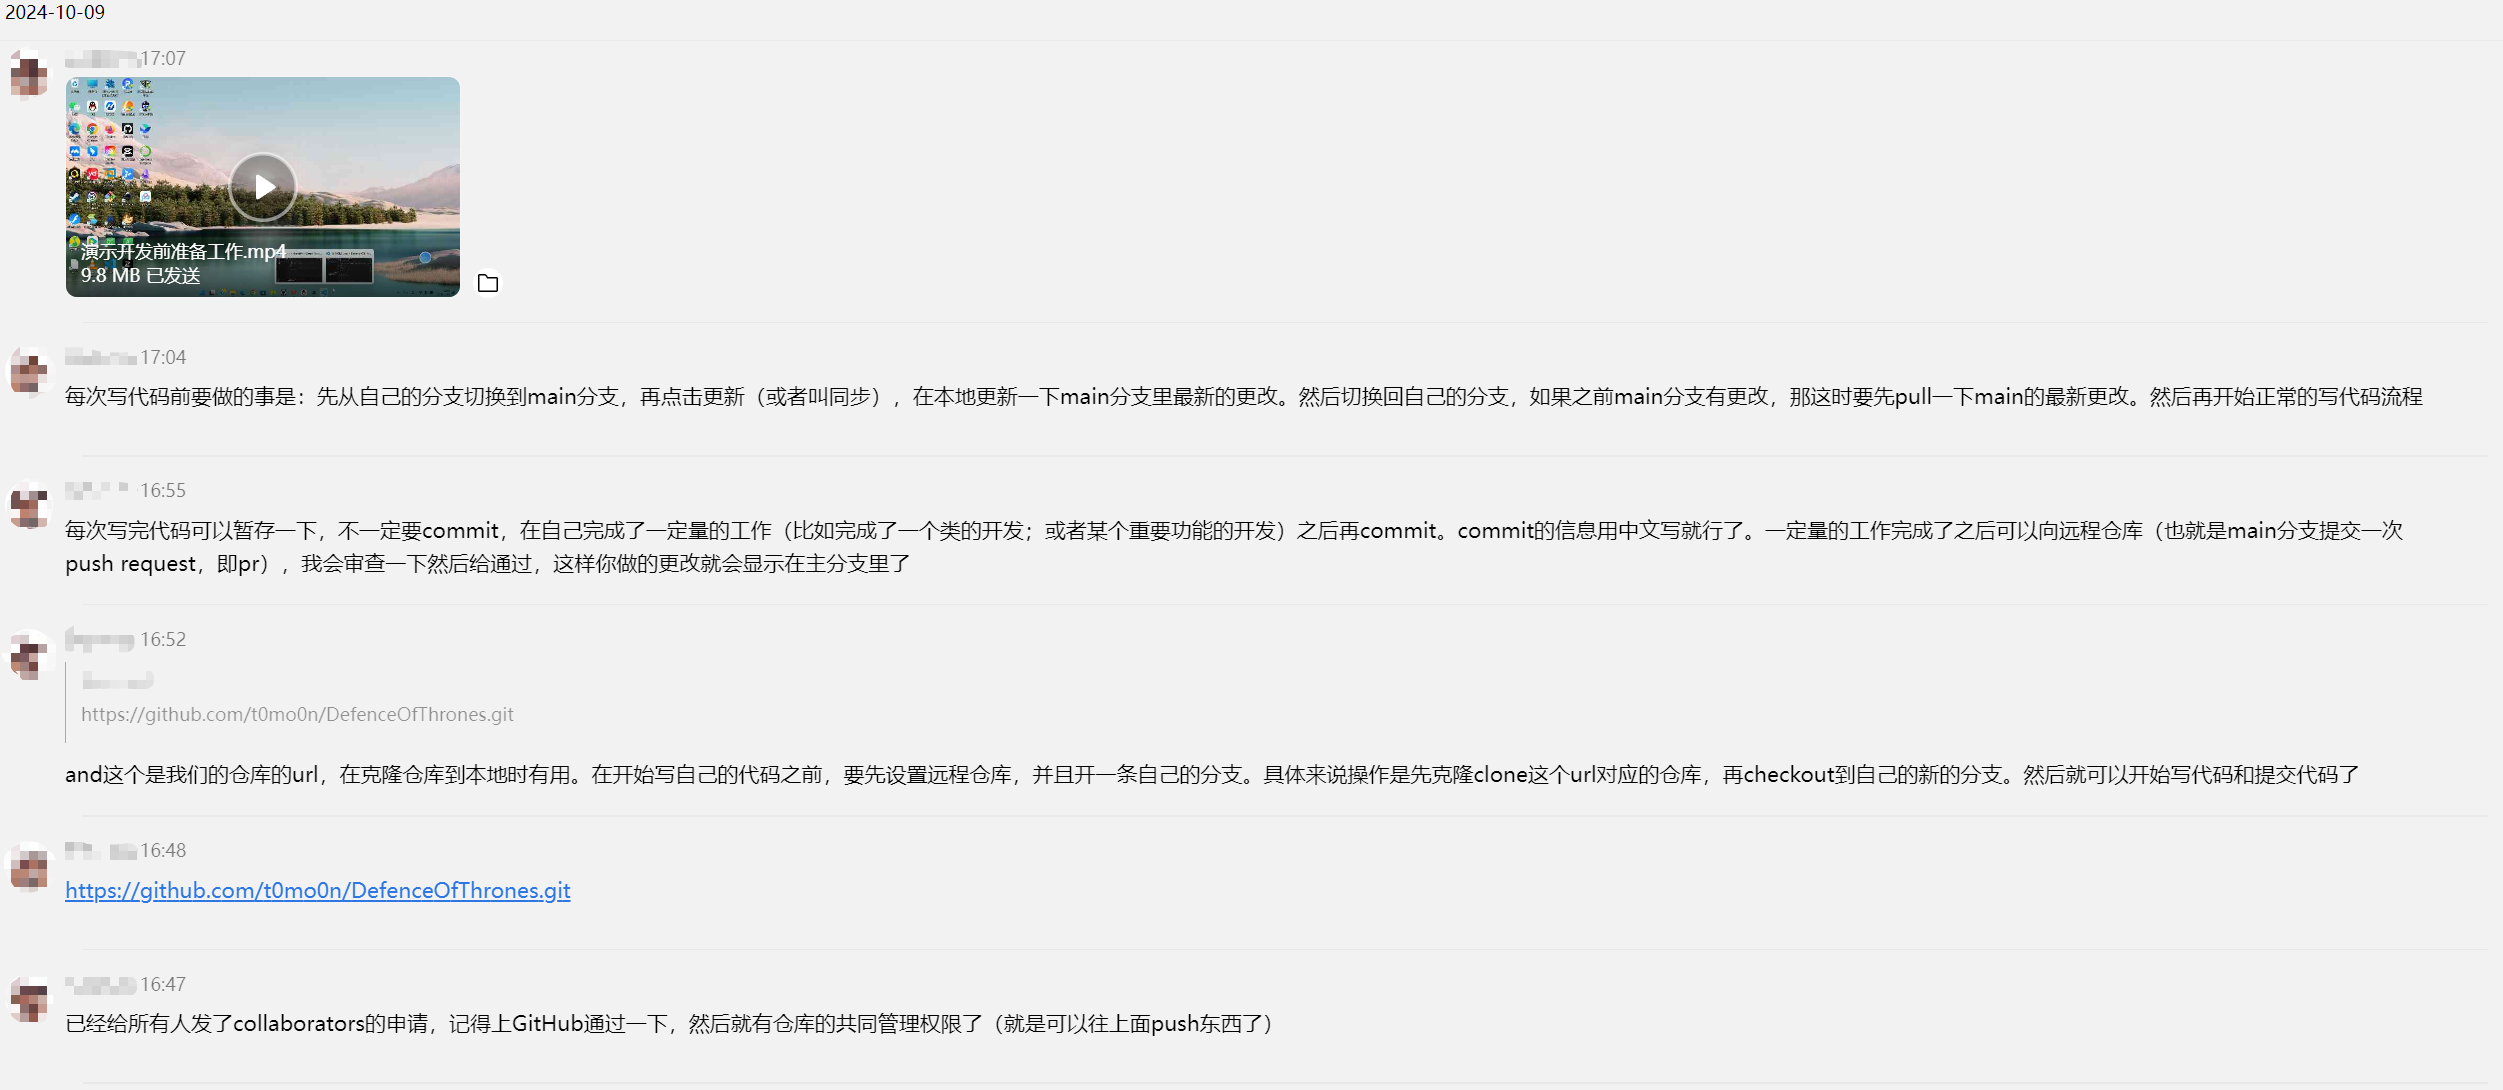 2024-10-09
17:07
演示开发前准备工作.mp4
9.8 MB 已发送
17:04
每次写代码前要做的事是：先从自己的分支切换到main分支，再点击更新（或者叫同步），在本地更新一下main分支里最新的更改。然后切换回自己的分支，如果之前main分支有更改，那这时要先pull一下main的最新更改。然后再开始正常的写代码流程
16:55
每次写完代码可以暂存一下，不一定要commit，在自己完成了一定量的工作（比如完成了一个类的开发；或者某个重要功能的开发）之后再commit。commit的信息用中文写就行了。一定量的工作完成了之后可以向远程仓库（也就是main分支提交一次
push request，即pr），我会审查一下然后给通过，这样你做的更改就会显示在主分支里了
16:52
https://github.com/t0mo0n/DefenceOfThrones.git
and这个是我们的仓库的url，在克隆仓库到本地时有用。在开始写自己的代码之前，要先设置远程仓库，并且开一条自己的分支。具体来说操作是先克隆clone这个url对应的仓库，再checkout到自己的新的分支。然后就可以开始写代码和提交代码了
16:48
https://github.com/t0mo0n/DefenceOfThrones.git
16:47
已经给所有人发了collaborators的申请，记得上GitHub通过一下，然后就有仓库的共同管理权限了（就是可以往上面push东西了）